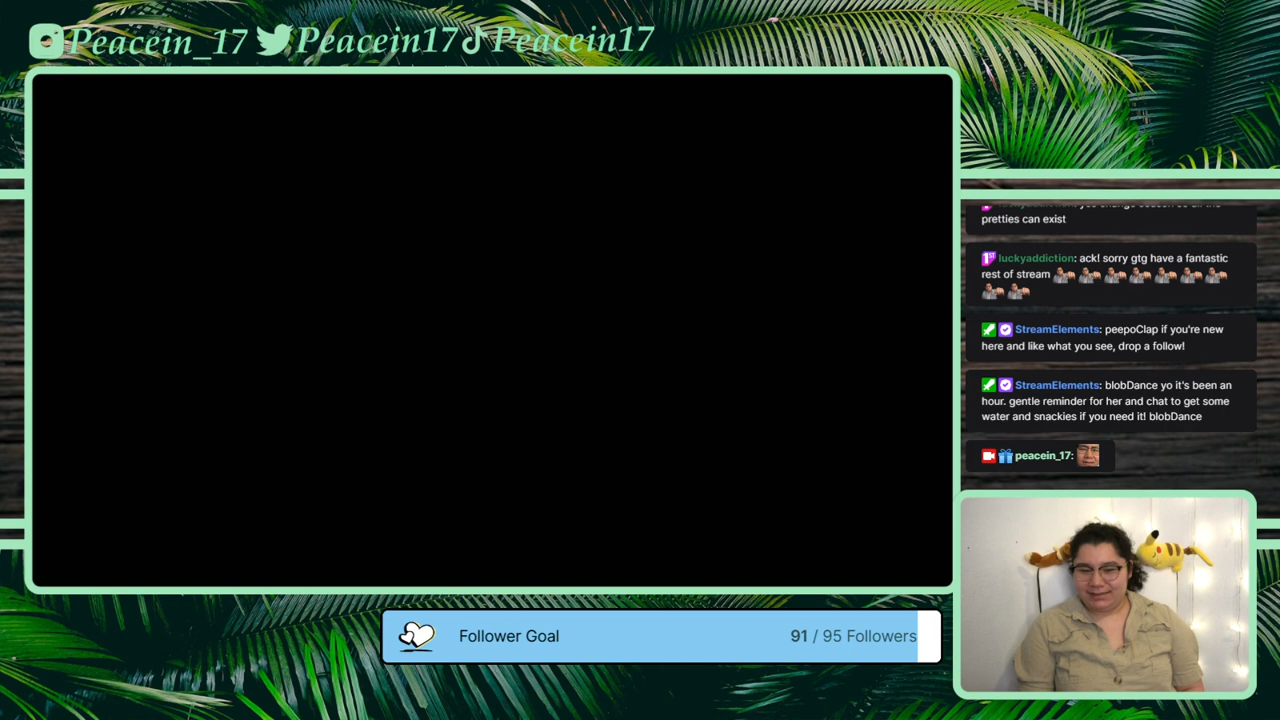 Peacein_17 Peacein17 Peacein17
pretties can exist
luckyaddiction: ack! sorry gtg have a fantastic
rest of stream
StreamElements: peepoClap if you're new
here and like what you see, drop a follow!
StreamElements: blobDance yo it's been an
hour. gentle reminder for her and chat to get some
water and snackies if you need it! blobDance
peacein_17:
Follower Goal 91 / 95 Followers